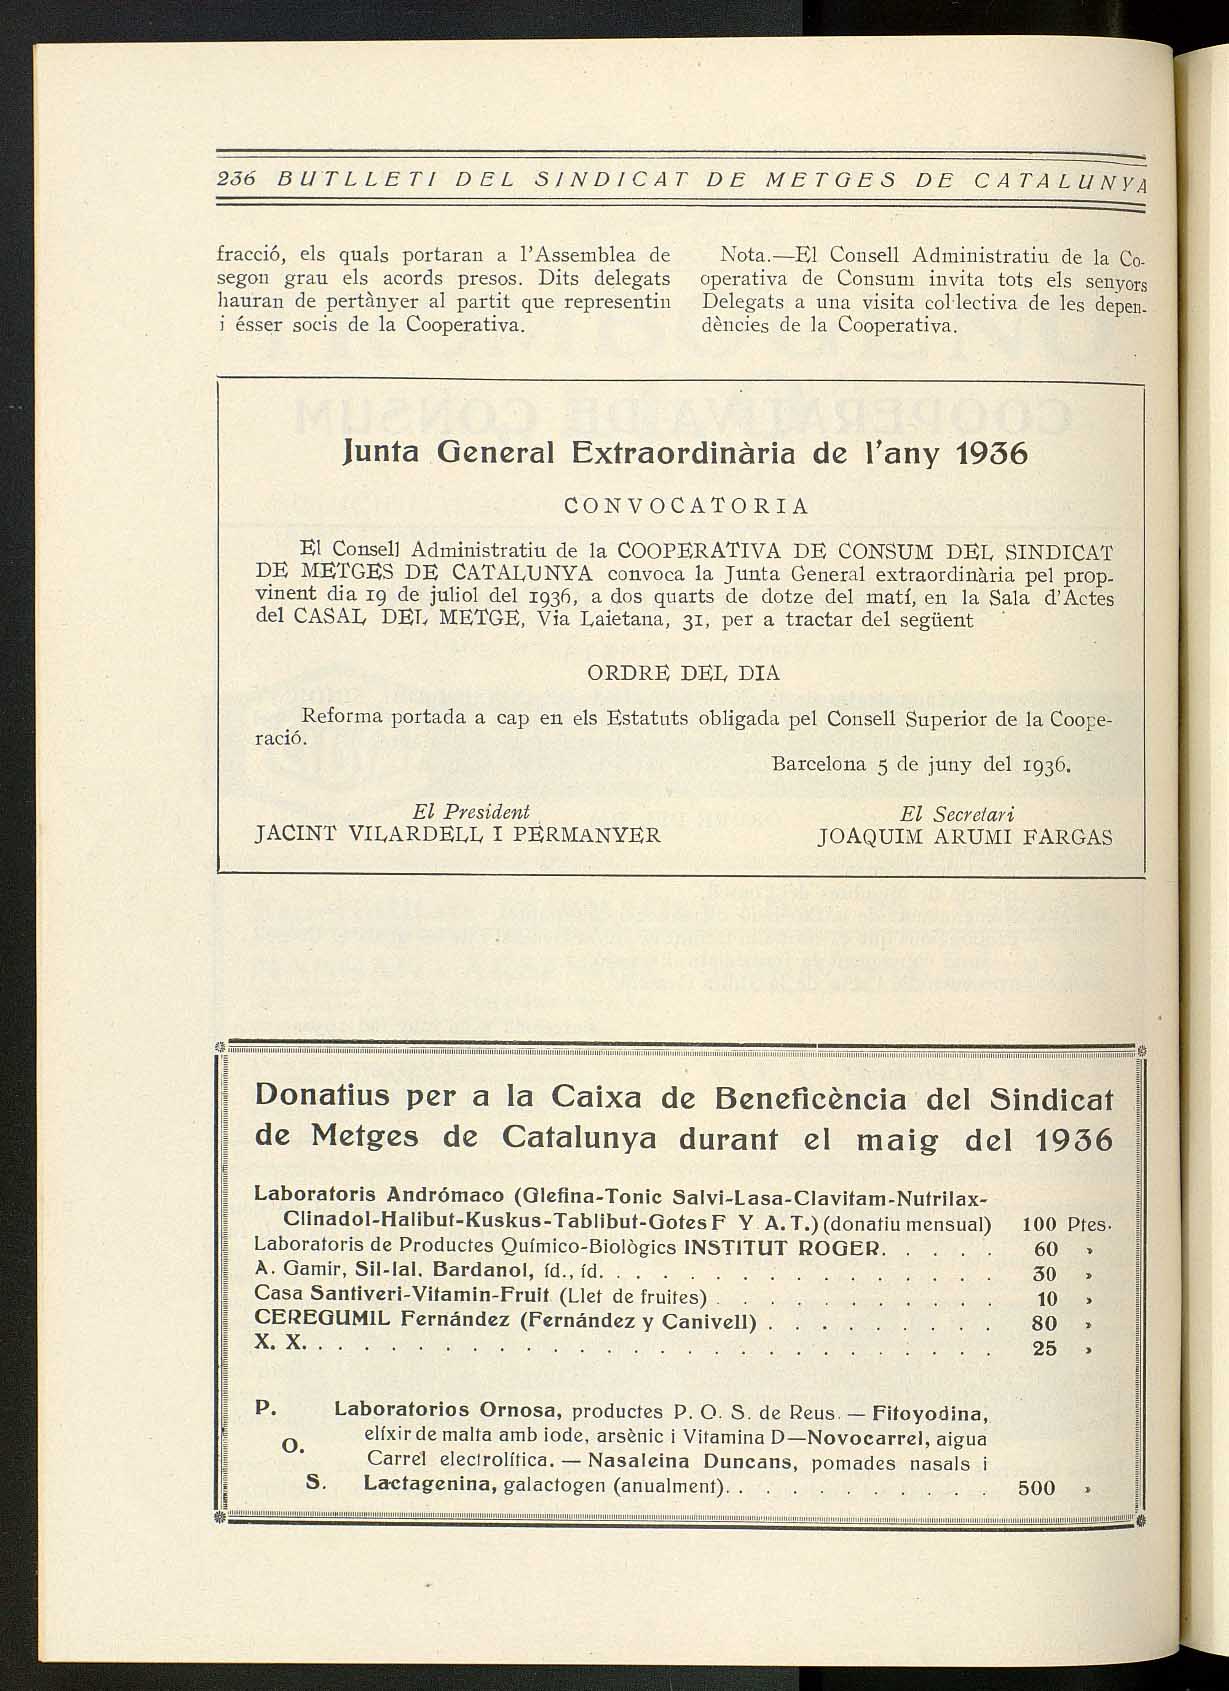 236 BUTLLETI DEL SINDICAT DE METGES DE CATALUNYA
fracció, els quals portaran a l'Assemblea de
segon grau els acords presos. Dits delegats
hauran de pertànyer al partit que representin
i ésser socis de la Cooperativa.
Nota.—El Consell Administratiu de la Co-
operativa de Consum invita tots els senyors
Delegats a una visita col·lectiva de les depen-
dències de la Cooperativa.
Junta General Extraordinària de l'any 1936
CONVOCATORIA
El Consell Administratiu de la COOPERATIVA DE CONSUM DEL SINDICAT
DE METGES DE CATALUNYA convoca la Junta General extraordinària pel prop-
vinent dia 19 de juliol del 1936, a dos quarts de dotze del matí, en la Sala d'Actes
del CASAL DEL METGE, Via Laietana, 31, per a tractar del següent
ORDRE DEL DIA
Reforma portada a cap en els Estatuts obligada pel Consell Superior de la Coope-
ració.
Barcelona 5 de juny del 1936.
El President
JACINT VILARDELL I PERMANYER
El Secretari
JOAQUIM ARUMI FARGAS
Donatius per a la Caixa de Beneficència del Sindicat
de Metges de Catalunya durant el maig del 1936
Laboratoris Andrómaco (Glefina-Tonic Salvi-Lasa-Clavitam-Nutrilax-
Clinadol-Halibut-Kuskus-Tablibut-Gotes F Y A.T.) (donatiu mensual) 100 Ptes.
Laboratoris de Productes Químico-Biològics INSTITUT ROGER. . . . . 60 »
A. Gamir, Sil-lal, Bardanol, íd., íd. . . . . . . . . . . . . . . . 30 »
Casa Santiveri-Vitamin-Fruit (Llet de fruites) . . . . . . . . . . . 10 »
CEREGUMIL Fernández (Fernández y Canivell) . . . . . . . . . 80 »
X. X. . . . . . . . . . . . . . . . . . . . . . . . . . . 25 »
P. Laboratorios Ornosa, productes P. O. S. de Reus. — Fitoyodina,
elíxir de malta amb iode, arsènic i Vitamina D—Novocarrel, aigua
O. Carrel electrolítica. — Nasaleina Duncans, pomades nasals i
S. Lactagenina, galactogen (anualment). . . . . . . . . . . 500 »